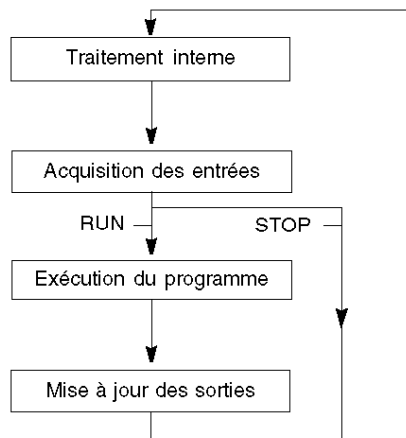 Traitement interne
Acquisition des entrées
RUN
STOP
Exécution du programme
Mise à jour des sorties